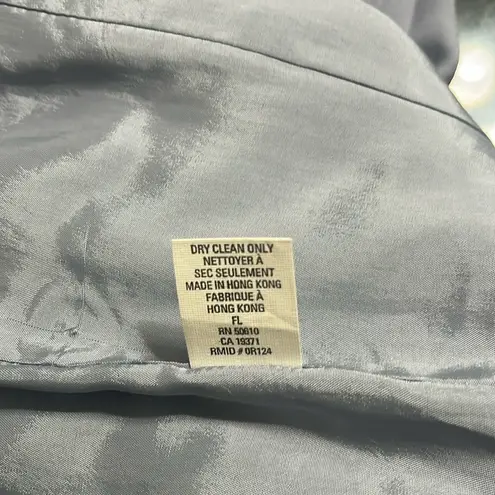 DRY CLEAN ONLY
NETTOYER À
SEC SEULEMENT
MADE IN HONG KONG
FABRIQUE À
HONG KONG
FL
RN 50610
CA 19371
RMID # 0R124